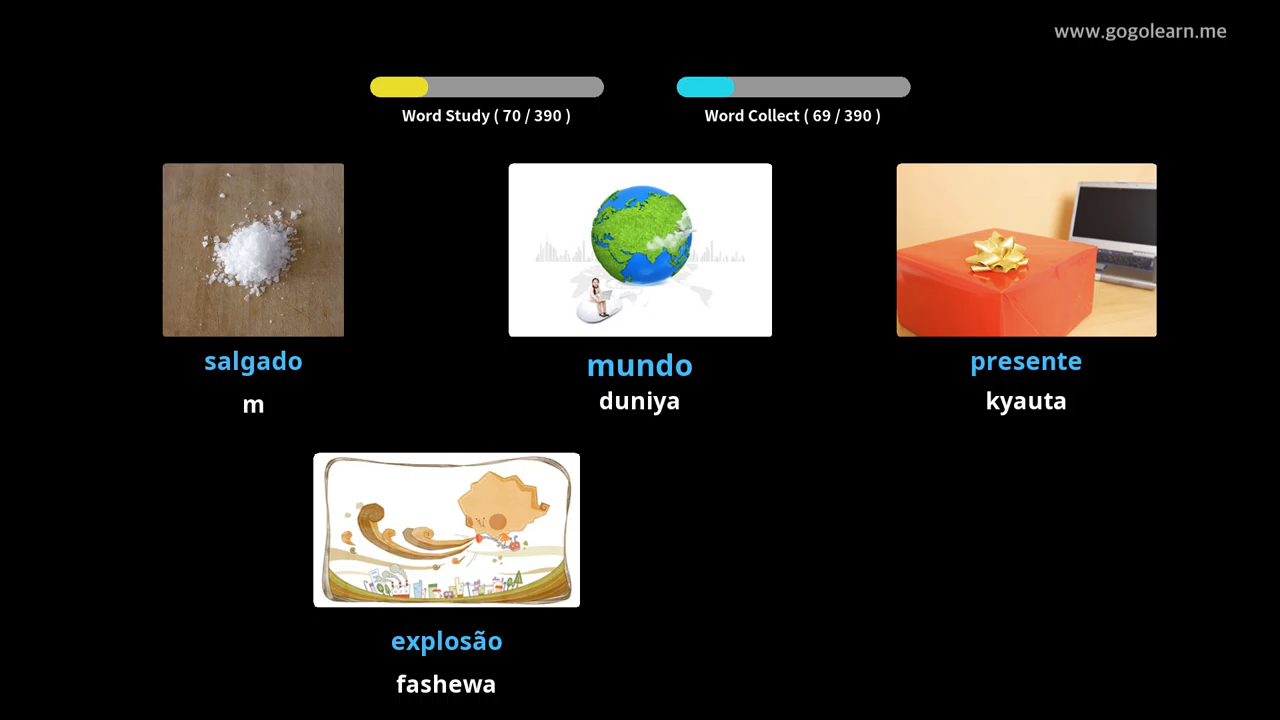 www.gogolearn.me
Word Study ( 70 / 390 )
Word Collect ( 69 / 390 )
salgado
m
mundo
duniya
presente
kyauta
explosão
fashewa